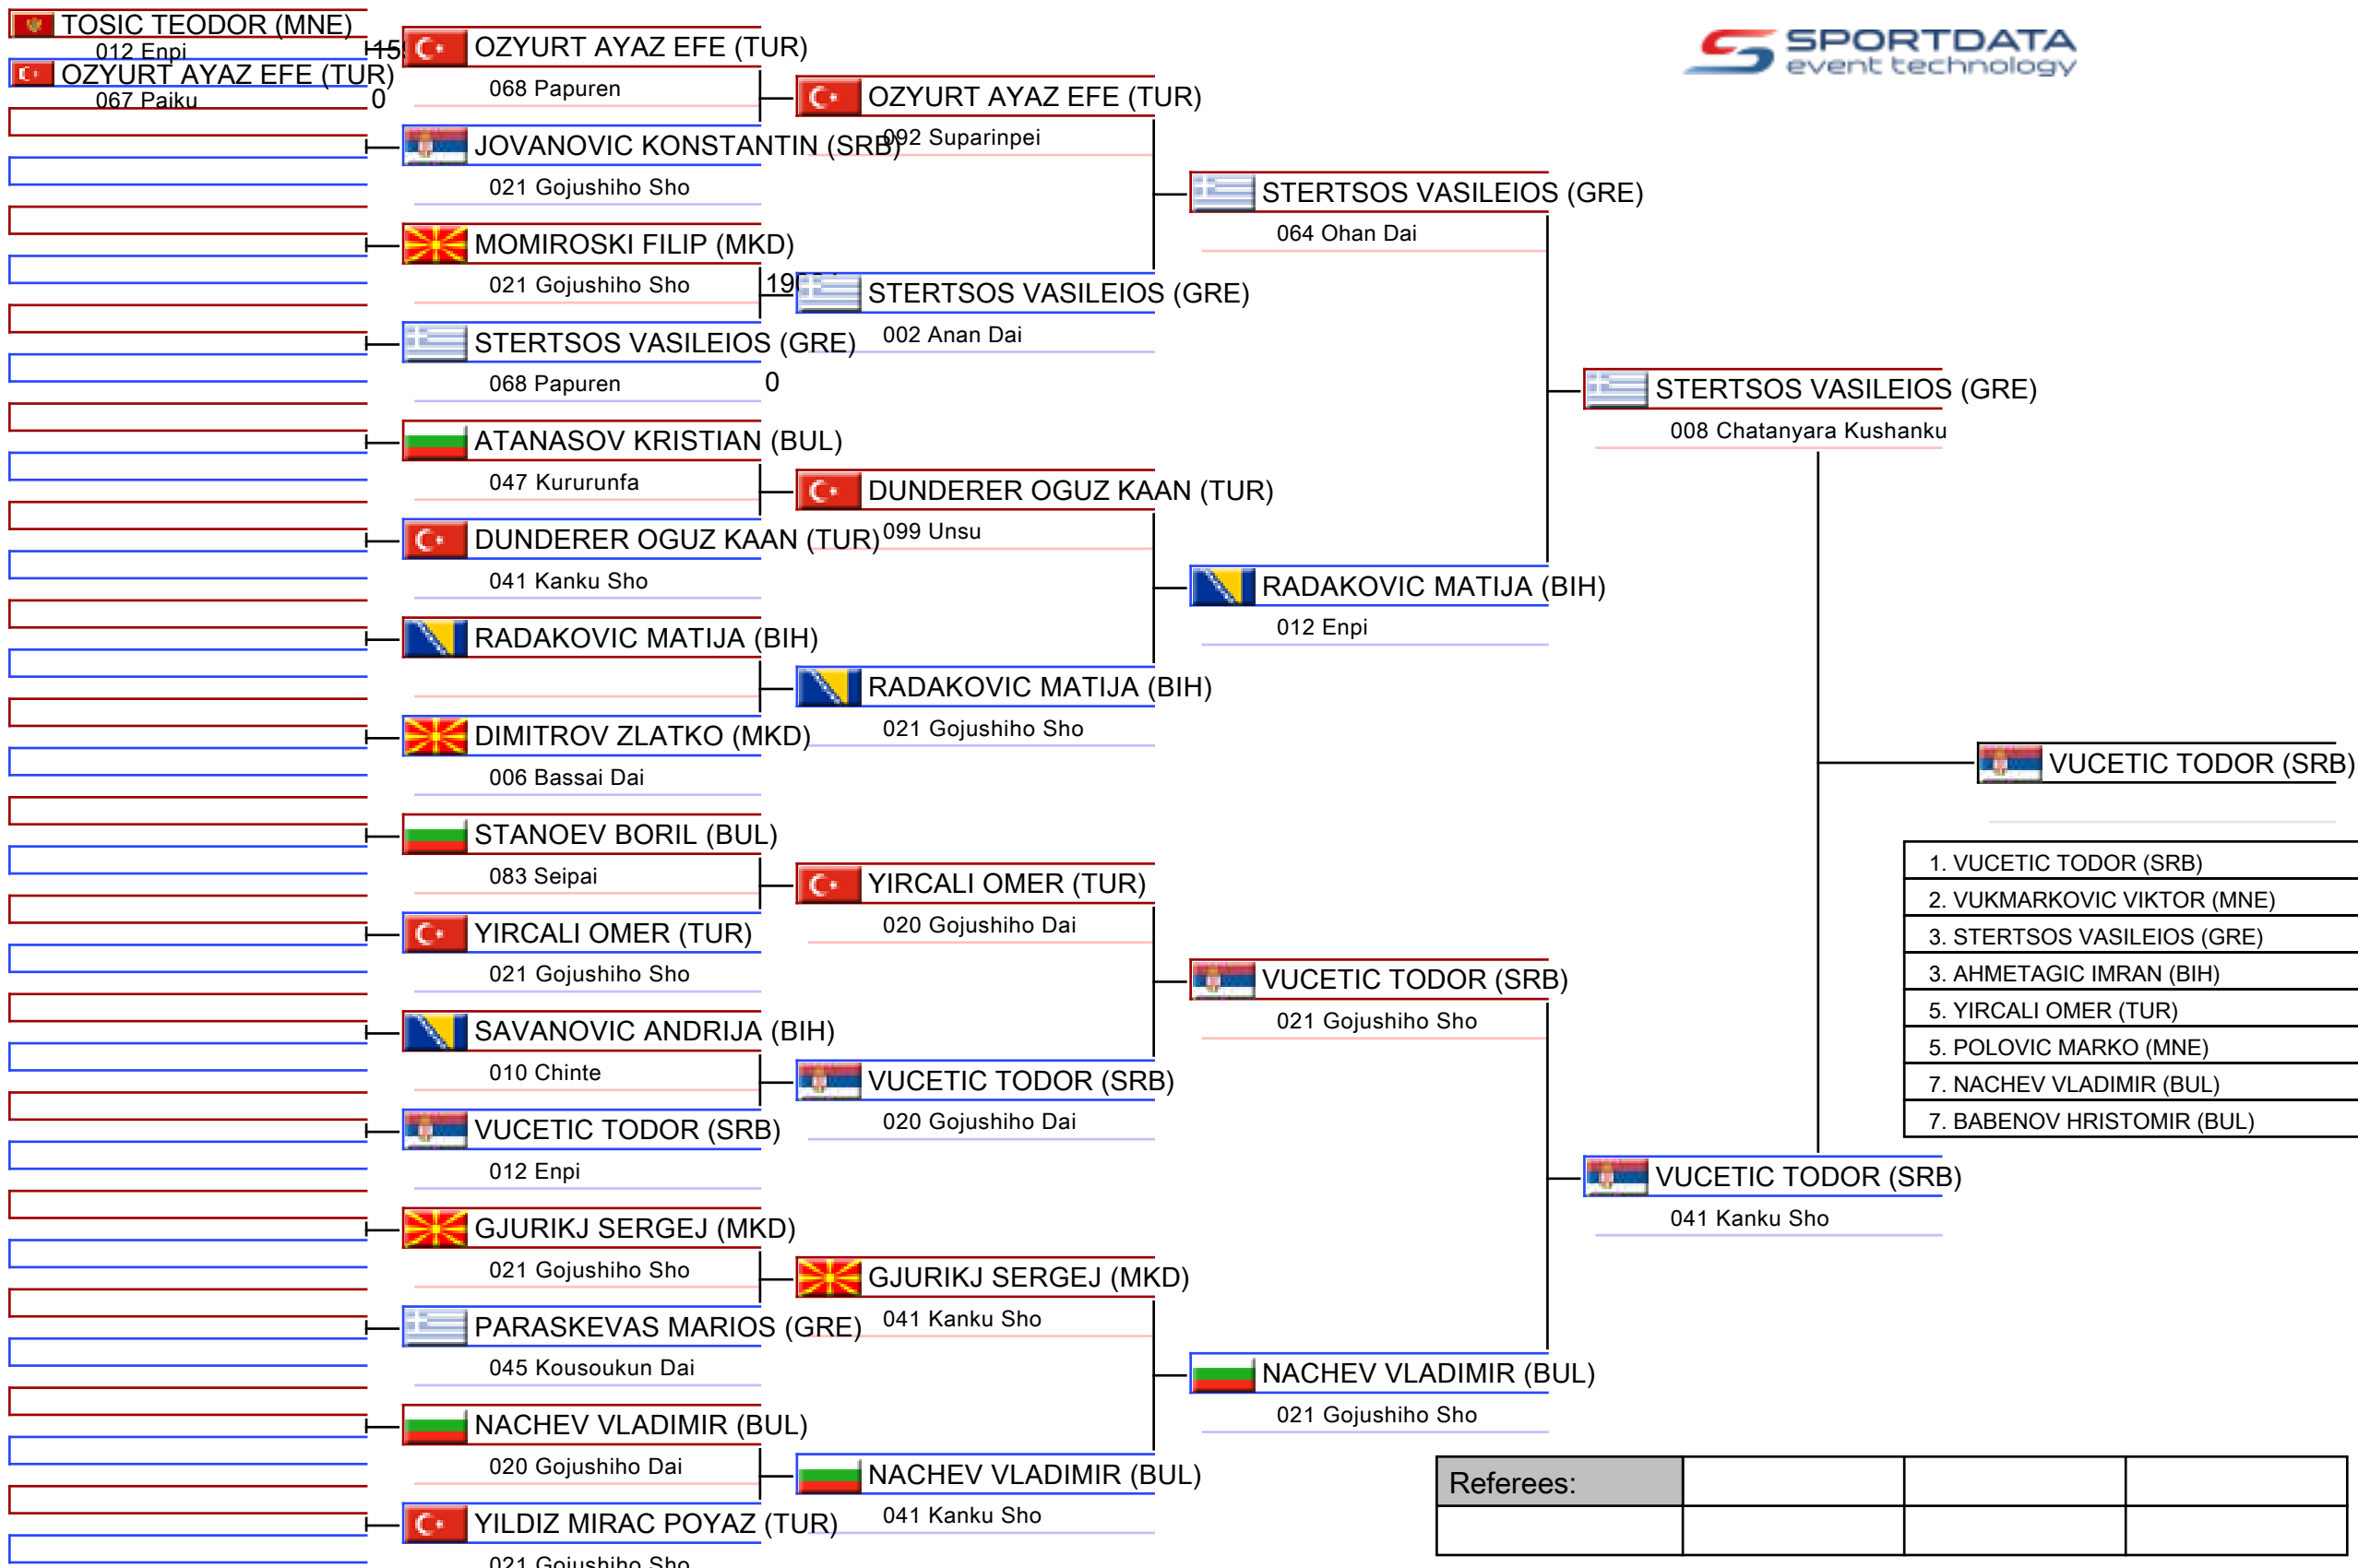 TOSIC TEODOR (MNE)
012 Enpi
OZYURT AYAZ EFE (TUR)
067 Paiku
0
OZYURT AYAZ EFE (TUR)
068 Papuren
JOVANOVIC KONSTANTIN (SRB)
021 Gojushiho Sho
MOMIROSKI FILIP (MKD)
021 Gojushiho Sho
STERTSOS VASILEIOS (GRE)
068 Papuren
0
ATANASOV KRISTIAN (BUL)
047 Kururunfa
DUNDERER OGUZ KAAN (TUR)
041 Kanku Sho
RADAKOVIC MATIJA (BIH)
DIMITROV ZLATKO (MKD)
006 Bassai Dai
STANOEV BORIL (BUL)
083 Seipai
YIRCALI OMER (TUR)
021 Gojushiho Sho
SAVANOVIC ANDRIJA (BIH)
010 Chinte
VUCETIC TODOR (SRB)
012 Enpi
GJURIKJ SERGEJ (MKD)
021 Gojushiho Sho
PARASKEVAS MARIOS (GRE)
045 Kousoukun Dai
NACHEV VLADIMIR (BUL)
020 Gojushiho Dai
YILDIZ MIRAC POYAZ (TUR)
021 Gojushiho Sho
OZYURT AYAZ EFE (TUR)
092 Suparinpei
STERTSOS VASILEIOS (GRE)
002 Anan Dai
DUNDERER OGUZ KAAN (TUR)
099 Unsu
RADAKOVIC MATIJA (BIH)
021 Gojushiho Sho
YIRCALI OMER (TUR)
020 Gojushiho Dai
VUCETIC TODOR (SRB)
020 Gojushiho Dai
GJURIKJ SERGEJ (MKD)
041 Kanku Sho
NACHEV VLADIMIR (BUL)
041 Kanku Sho
STERTSOS VASILEIOS (GRE)
064 Ohan Dai
RADAKOVIC MATIJA (BIH)
012 Enpi
VUCETIC TODOR (SRB)
021 Gojushiho Sho
NACHEV VLADIMIR (BUL)
021 Gojushiho Sho
STERTSOS VASILEIOS (GRE)
008 Chatanyara Kushanku
VUCETIC TODOR (SRB)
041 Kanku Sho
SPORTDATA
event technology
VUCETIC TODOR (SRB)
1. VUCETIC TODOR (SRB)
2. VUKMARKOVIC VIKTOR (MNE)
3. STERTSOS VASILEIOS (GRE)
3. AHMETAGIC IMRAN (BIH)
5. YIRCALI OMER (TUR)
5. POLOVIC MARKO (MNE)
7. NACHEV VLADIMIR (BUL)
7. BABENOV HRISTOMIR (BUL)
Referees: